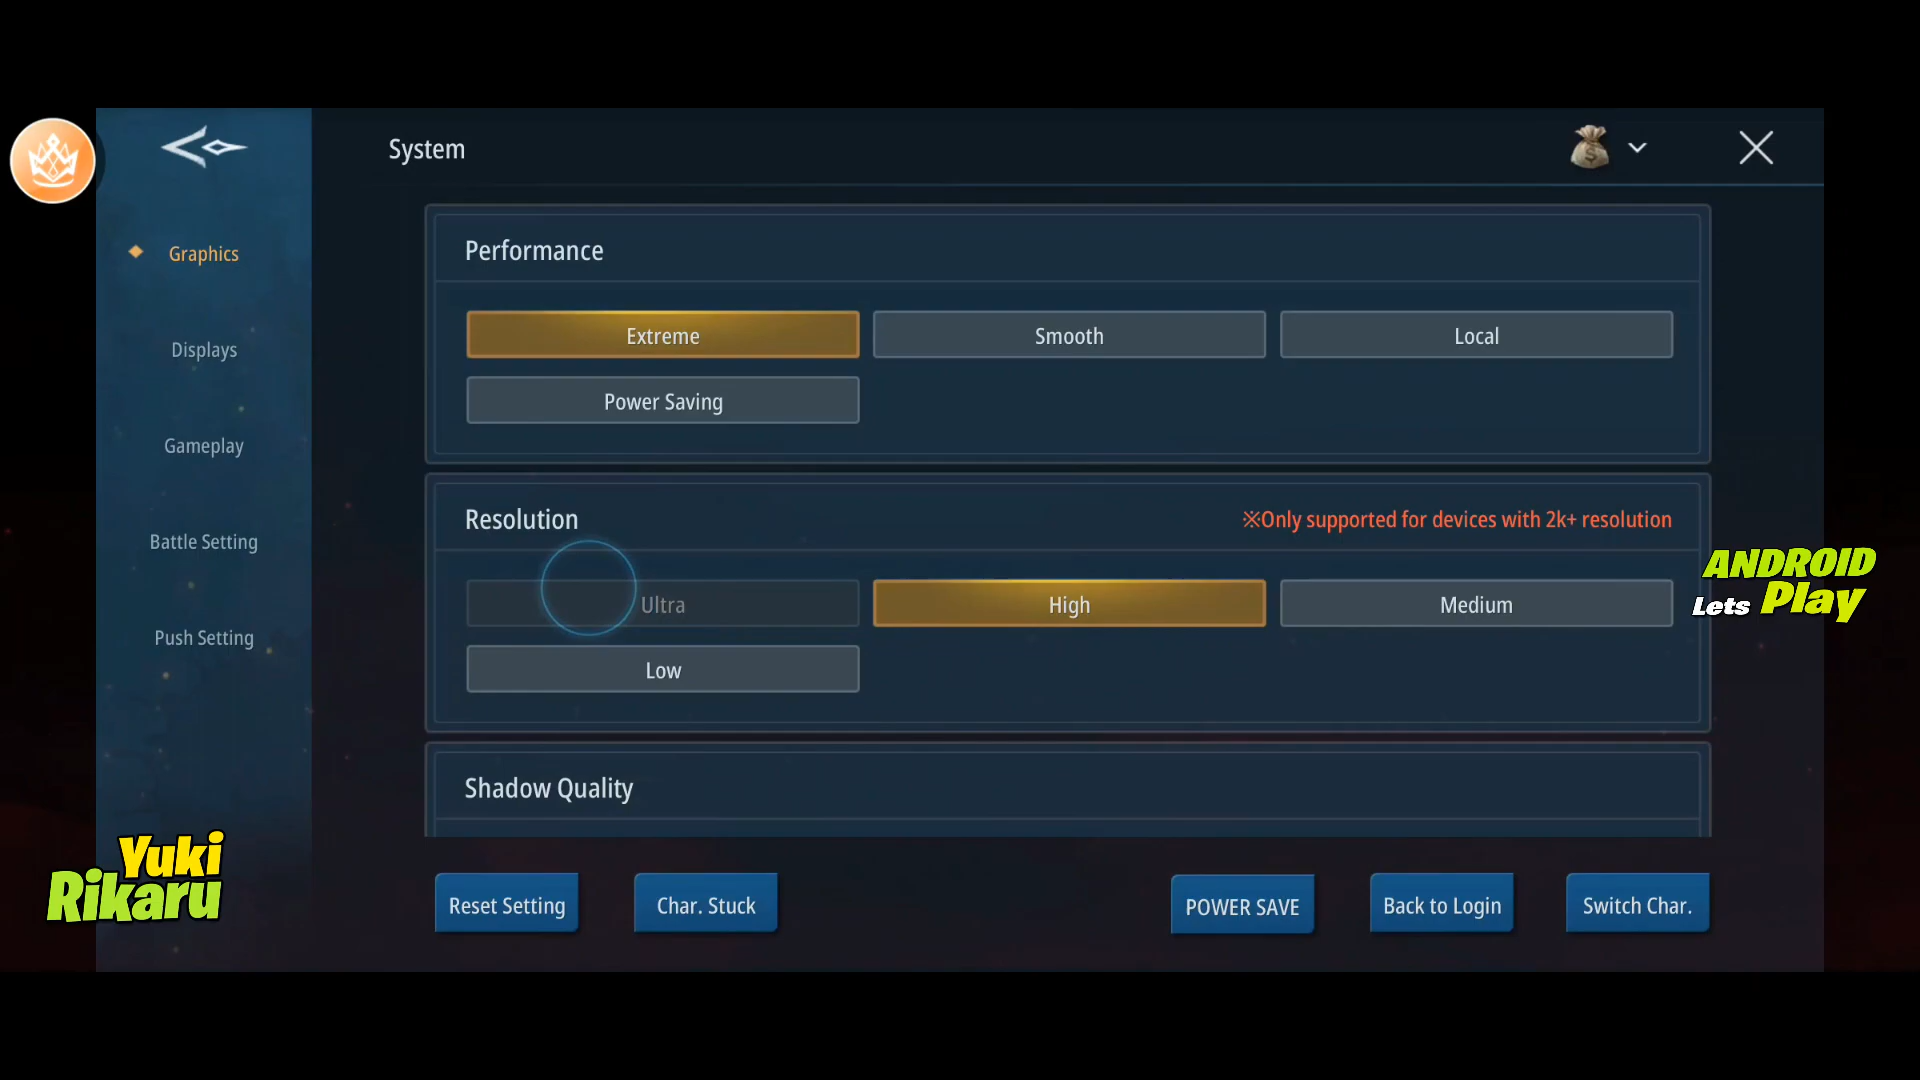 System
Graphics
Displays
Gameplay
Battle Setting
Push Setting
Performance
Extreme
Smooth
Local
Power Saving
Resolution
※Only supported for devices with 2k+ resolution
Ultra
High
Medium
Low
Shadow Quality
Reset Setting
Char. Stuck
POWER SAVE
Back to Login
Switch Char.
ANDROID
Lets Play
Yuki
Rikaru